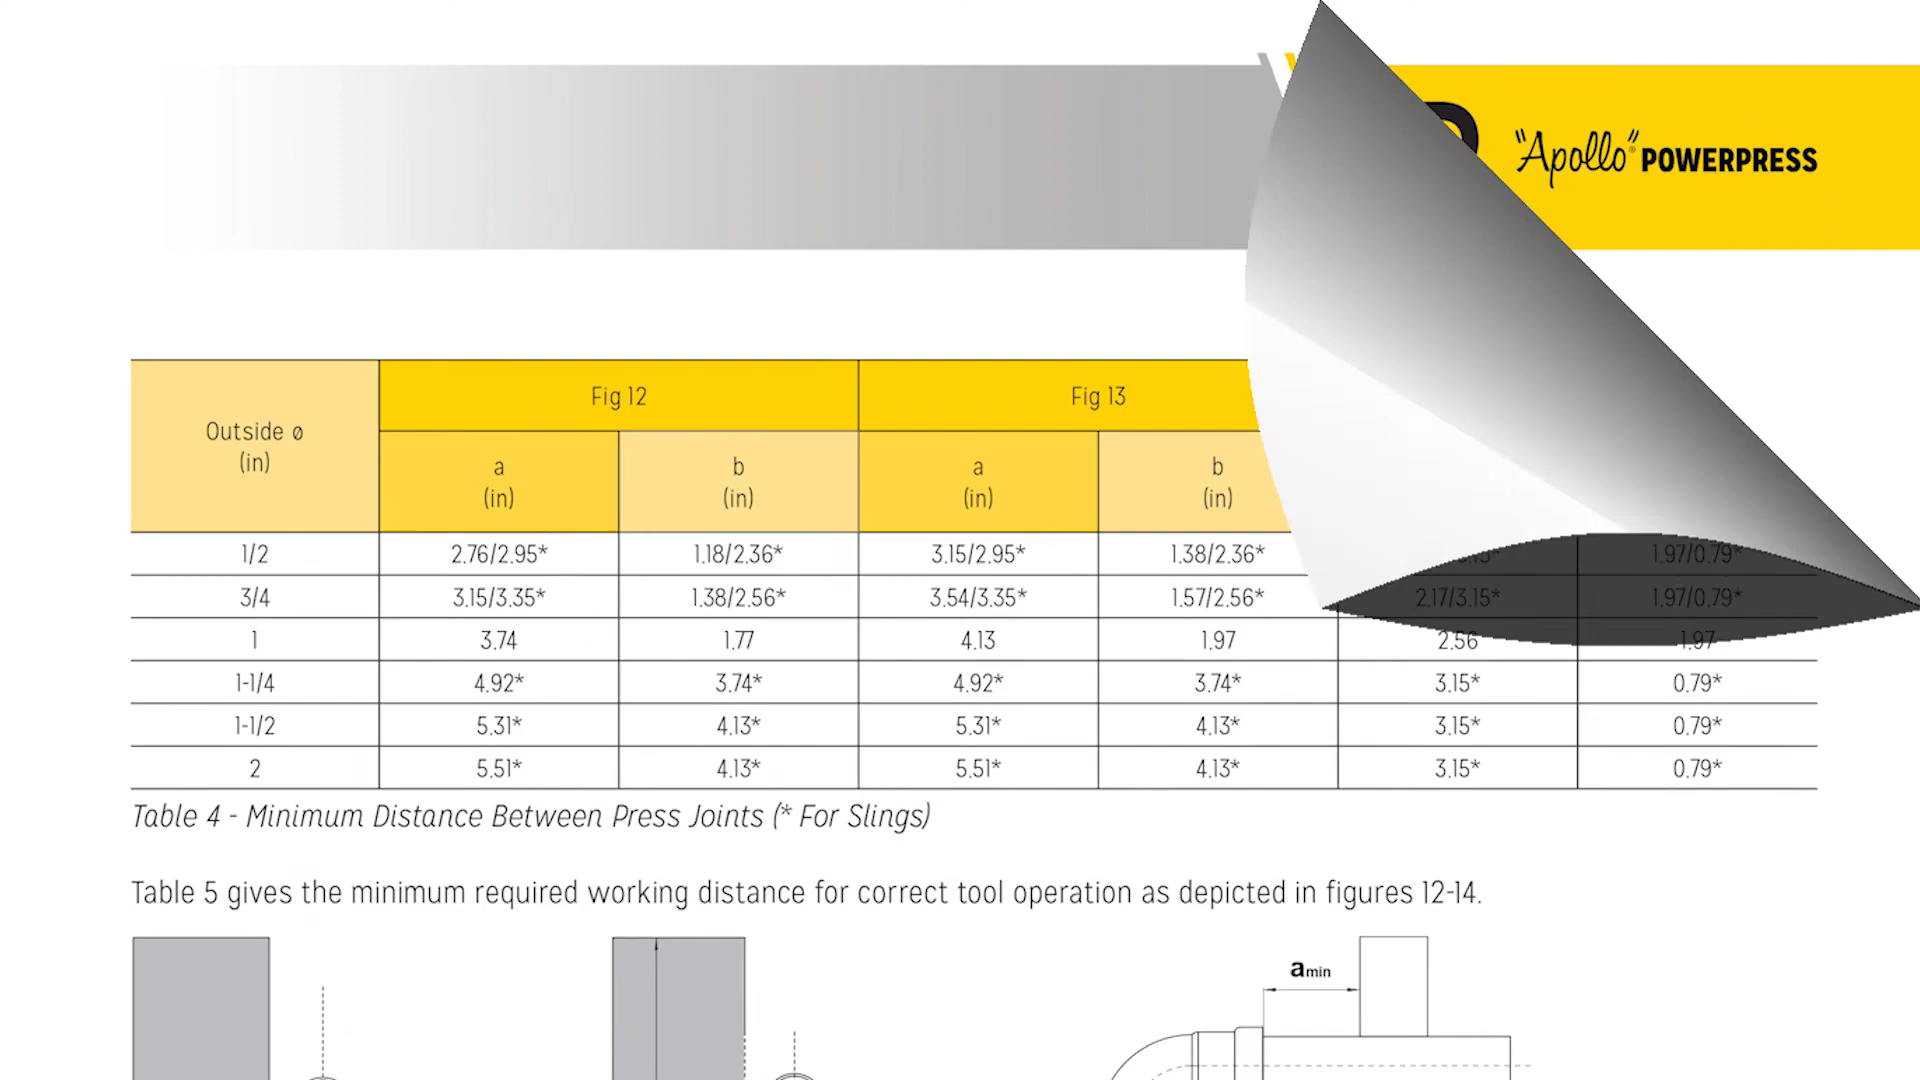 "Apollo"® POWERPRESS
Fig 12 Fig 13
Outside ø (in) a (in) b (in) a (in) b (in)
1/2 2.76/2.95* 1.18/2.36* 3.15/2.95* 1.38/2.36* 1.97/0.79*
3/4 3.15/3.35* 1.38/2.56* 3.54/3.35* 1.57/2.56* 2.17/3.15* 1.97/0.79*
1 3.74 1.77 4.13 1.97 2.56 1.97
1-1/4 4.92* 3.74* 4.92* 3.74* 3.15* 0.79*
1-1/2 5.31* 4.13* 5.31* 4.13* 3.15* 0.79*
2 5.51* 4.13* 5.51* 4.13* 3.15* 0.79*
Table 4 - Minimum Distance Between Press Joints (* For Slings)
Table 5 gives the minimum required working distance for correct tool operation as depicted in figures 12-14.
amin